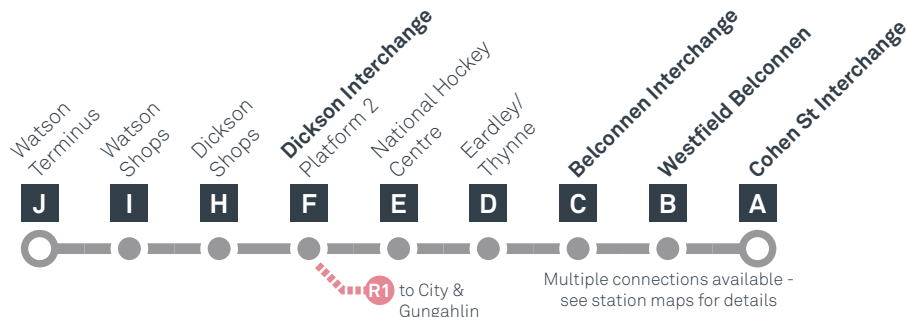 Watson
Terminus
Watson
Shops
Dickson
Shops
Dickson Interchange
Platform 2
National Hockey
Centre
Eardley/
Thynne
Belconnen Interchange
Westfield Belconnen
Cohen St Interchange
J I H F E D C B A
R1 to City &
Gungahlin
Multiple connections available -
see station maps for details